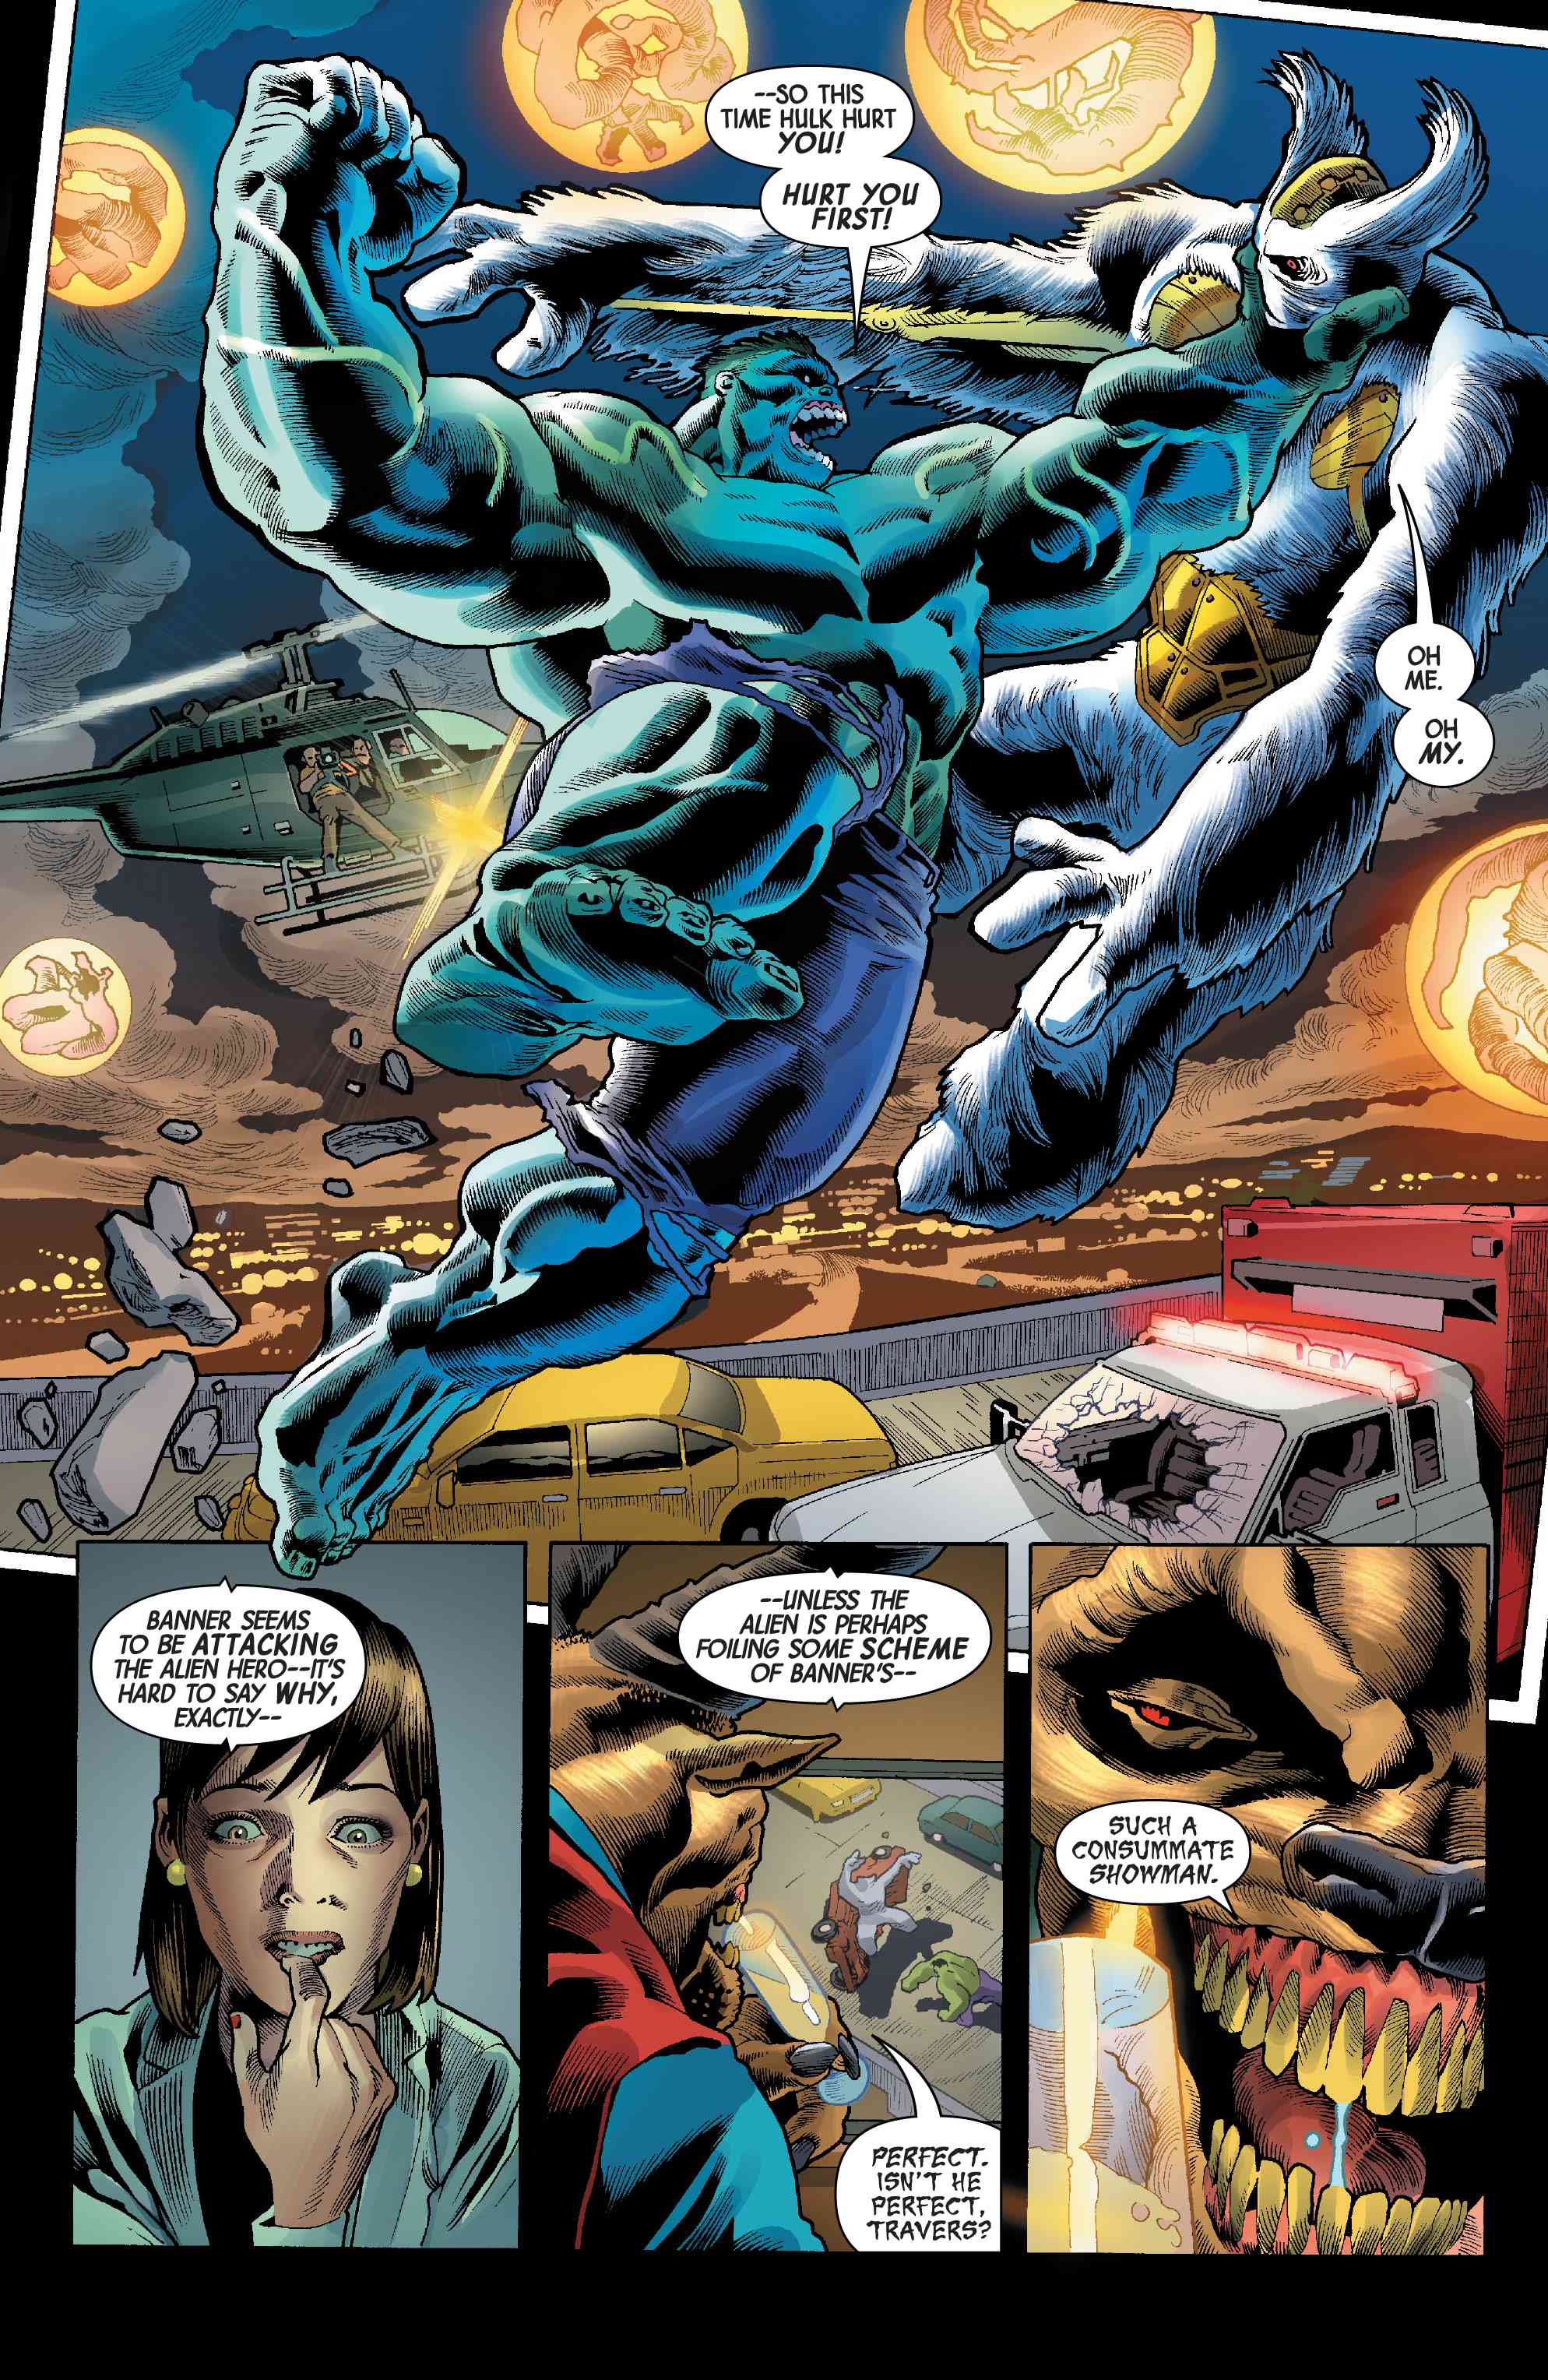 --SO THIS
TIME HULK HURT
YOU!
HURT YOU
FIRST!
OH
ME.
OH
MY.
BANNER SEEMS
TO BE ATTACKING
THE ALIEN HERO--IT'S
HARD TO SAY WHY,
EXACTLY--
--UNLESS THE
ALIEN IS PERHAPS
FOILING SOME SCHEME
OF BANNER'S--
PERFECT.
ISN'T HE
PERFECT,
TRAVERS?
SUCH A
CONSUMMATE
SHOWMAN.